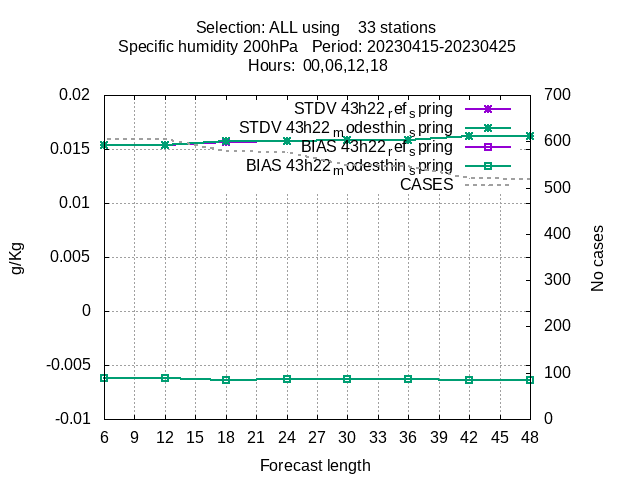 Selection: ALL using    33 stations
Specific humidity 200hPa   Period: 20230415-20230425
Hours:  00,06,12,18
STDV 43h22_ref_spring
STDV 43h22_modesthin_spring
BIAS 43h22_ref_spring
BIAS 43h22_modesthin_spring
CASES
g/Kg
0.02
0.015
0.01
0.005
0
-0.005
-0.01
No cases
700
600
500
400
300
200
100
0
6 9 12 15 18 21 24 27 30 33 36 39 42 45 48
Forecast length